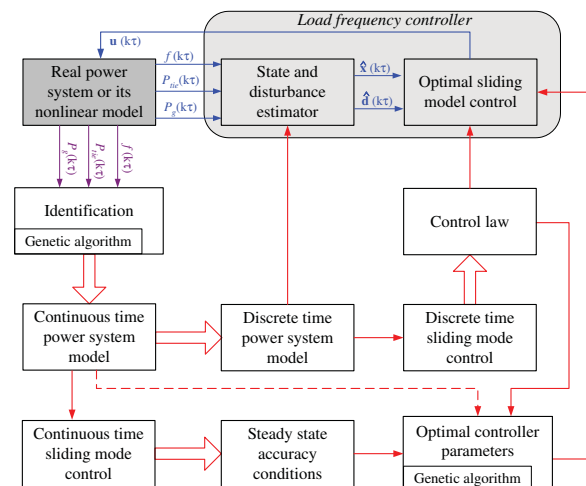 Load frequency controller
u (kτ)
f (kτ)
P_tie(kτ)
P_g(kτ)
x̂ (kτ)
d̂ (kτ)
Real power
system or its
nonlinear model
State and
disturbance
estimator
Optimal sliding
model control
P_g(kτ)
P_tie(kτ)
f(kτ)
Identification
Genetic algorithm
Control law
Continuous time
power system
model
Discrete time
power system
model
Discrete time
sliding mode
control
Continuous time
sliding mode
control
Steady state
accuracy
conditions
Optimal controller
parameters
Genetic algorithm